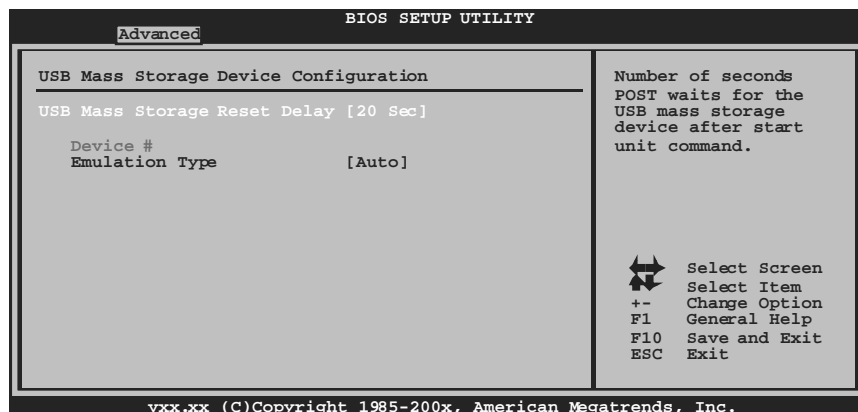 BIOS SETUP UTILITY
Advanced
USB Mass Storage Device Configuration
USB Mass Storage Reset Delay [20 Sec]
Device #
Emulation Type [Auto]
Number of seconds
POST waits for the
USB mass storage
device after start
unit command.
Select Screen
Select Item
+- Change Option
F1 General Help
F10 Save and Exit
ESC Exit
vxx.xx (C)Copyright 1985-200x, American Megatrends, Inc.